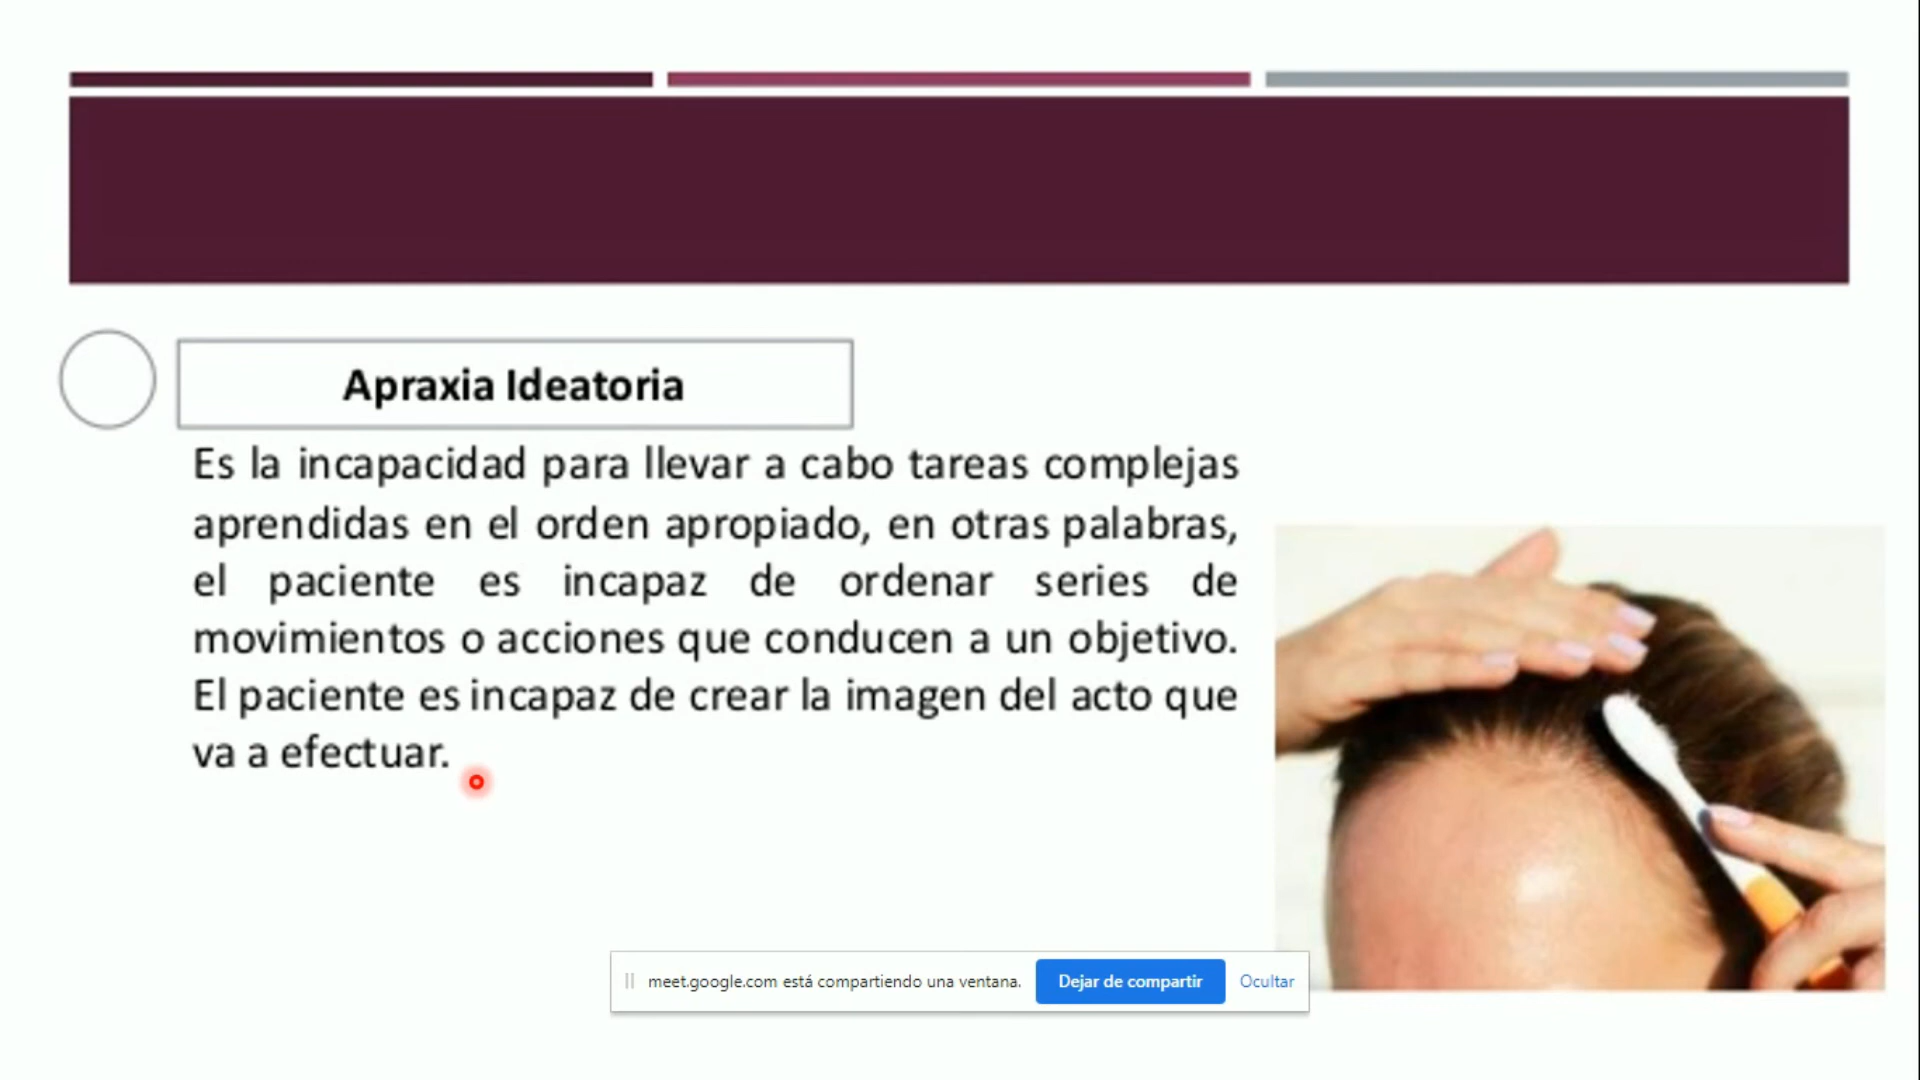 Apraxia Ideatoria
Es la incapacidad para llevar a cabo tareas complejas
aprendidas en el orden apropiado, en otras palabras,
el paciente es incapaz de ordenar series de
movimientos o acciones que conducen a un objetivo.
El paciente es incapaz de crear la imagen del acto que
va a efectuar.
meet.google.com está compartiendo una ventana. Dejar de compartir Ocultar